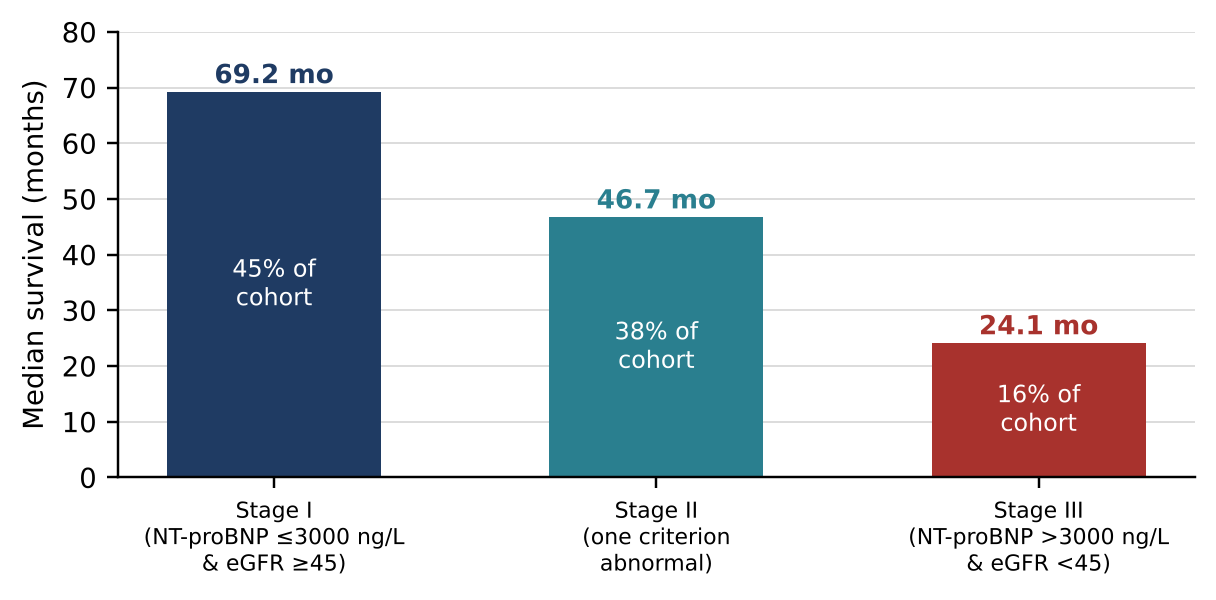 80
70
60
50
40
30
20
10
0
Median survival (months)
69.2 mo
45% of
cohort
46.7 mo
38% of
cohort
24.1 mo
16% of
cohort
Stage I
(NT-proBNP ≤3000 ng/L
& eGFR ≥45)
Stage II
(one criterion
abnormal)
Stage III
(NT-proBNP >3000 ng/L
& eGFR <45)